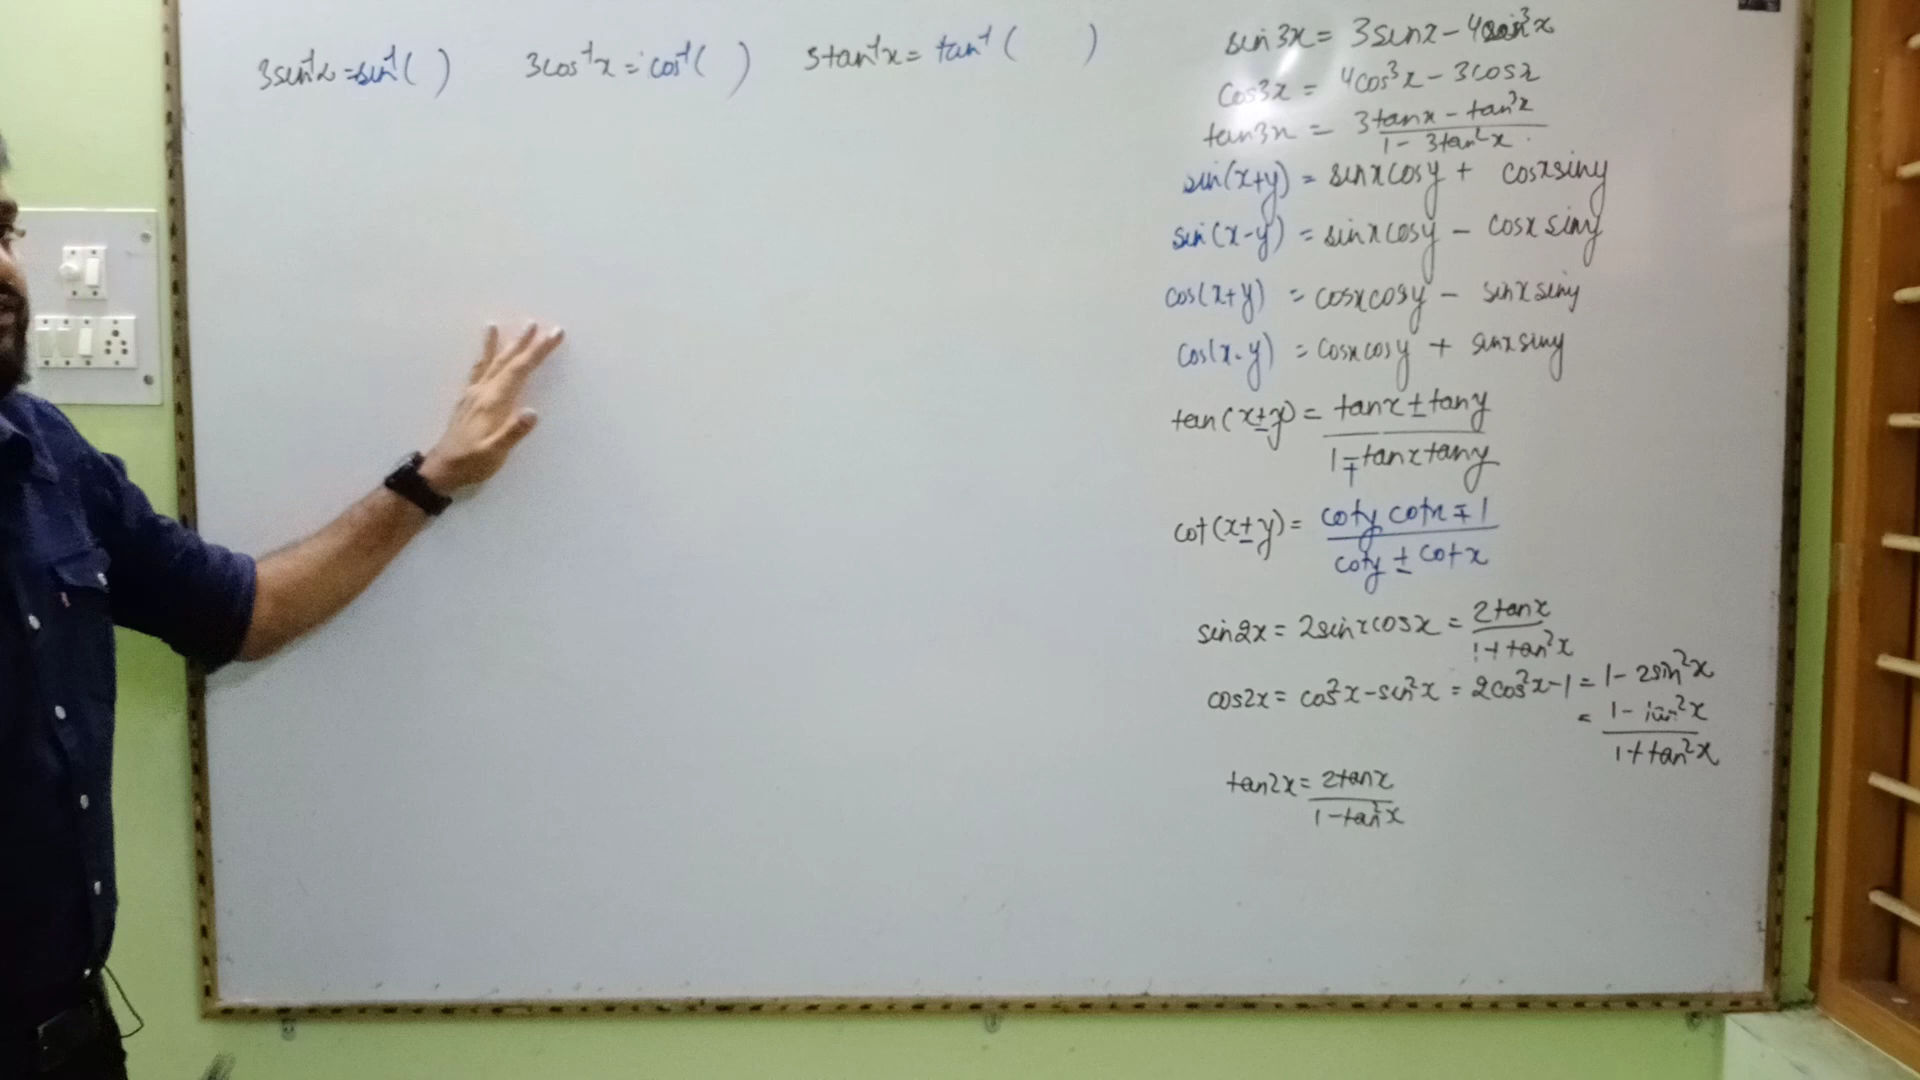 3sin⁻¹x = sin⁻¹( ) 3cos⁻¹x = cos⁻¹( ) 3tan⁻¹x = tan⁻¹( )
sin3x = 3sinx - 4sin³x
cos3x = 4cos³x - 3cosx
tan3x = (3tanx - tan³x)/(1 - 3tan²x)
sin(x+y) = sinxcosy + cosxsiny
sin(x-y) = sinxcosy - cosxsiny
cos(x+y) = cosxcosy - sinxsiny
cos(x-y) = cosxcosy + sinxsiny
tan(x±y) = (tanx ± tany)/(1 ∓ tanxtany)
cot(x±y) = (coty cotx ∓ 1)/(coty ± cotx)
sin2x = 2sinxcosx = 2tanx/(1+tan²x)
cos2x = cos²x - sin²x = 2cos²x - 1 = 1 - 2sin²x
= (1 - tan²x)/(1 + tan²x)
tan2x = 2tanx/(1 - tan²x)